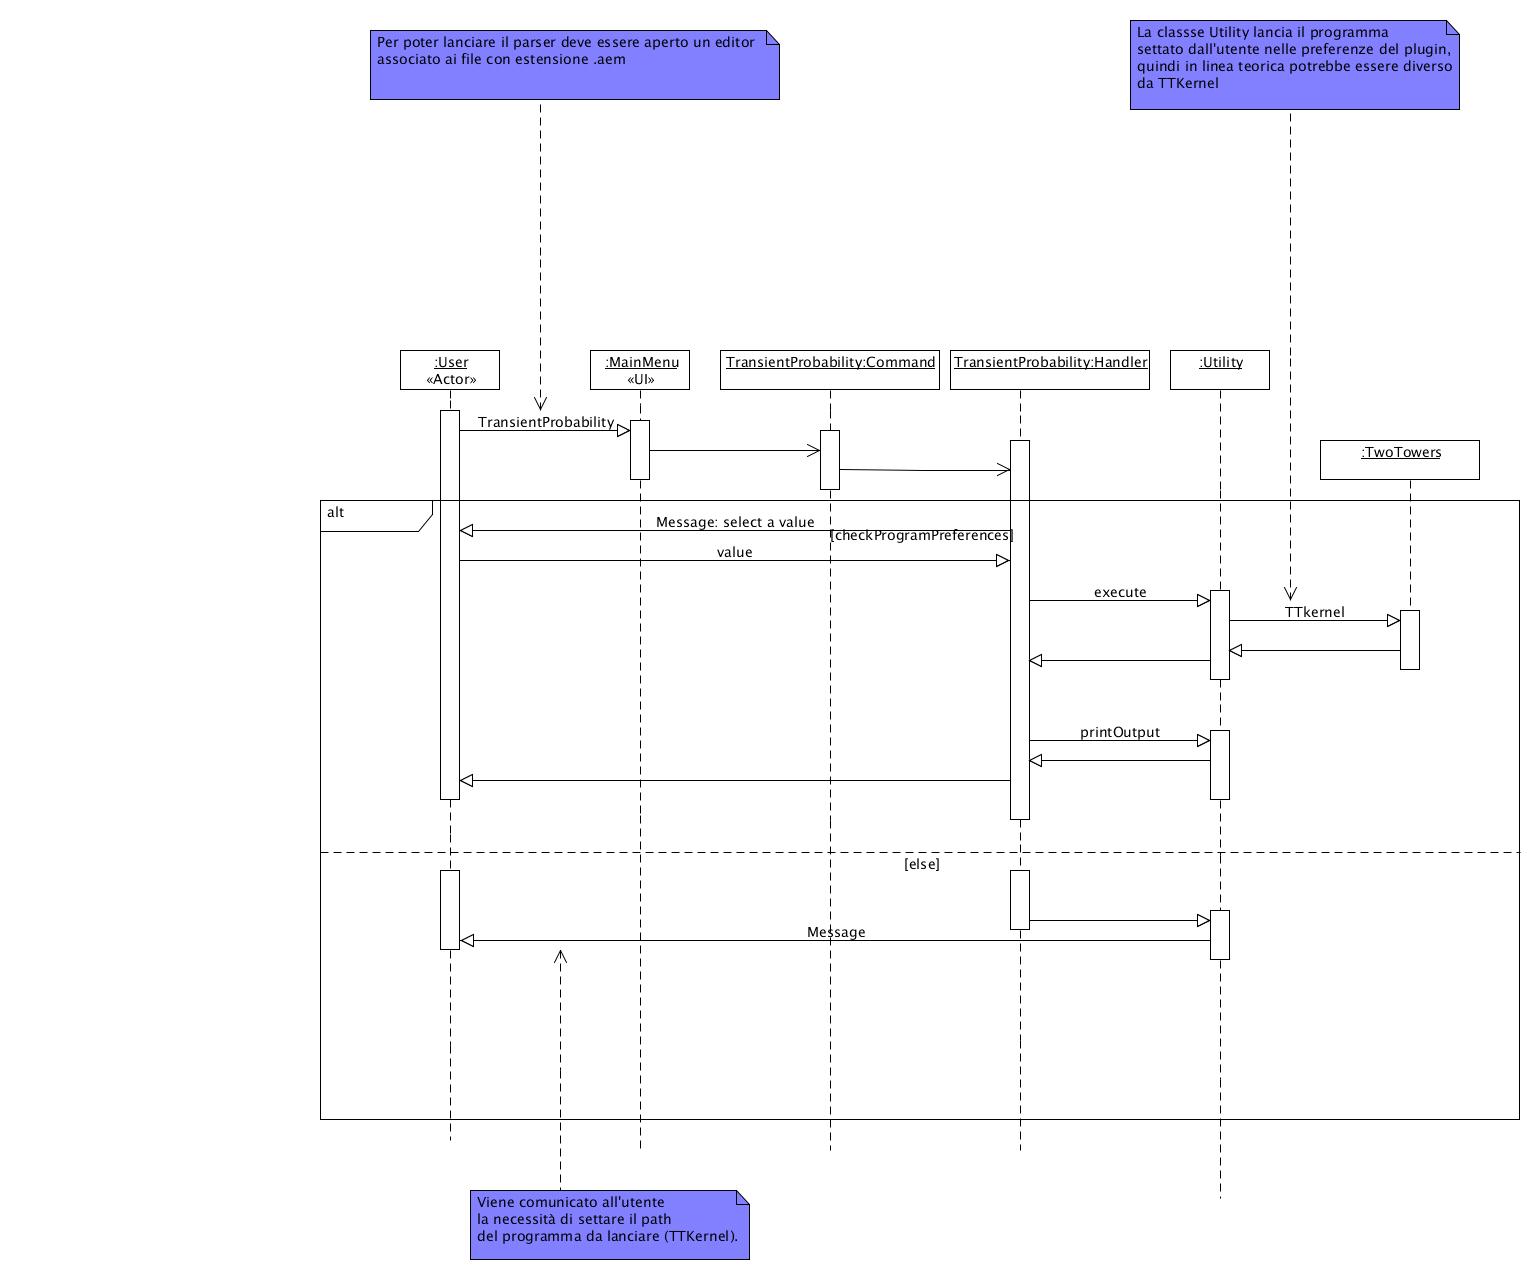 Per poter lanciare il parser deve essere aperto un editor
associato ai file con estensione .aem
La classse Utility lancia il programma
settato dall'utente nelle preferenze del plugin,
quindi in linea teorica potrebbe essere diverso
da TTKernel
:User
«Actor»
:MainMenu
«UI»
TransientProbability:Command
TransientProbability:Handler
:Utility
TransientProbability
:TwoTowers
alt
Message: select a value
[checkProgramPreferences]
value
execute
TTkernel
printOutput
[else]
Message
Viene comunicato all'utente
la necessità di settare il path
del programma da lanciare (TTKernel).